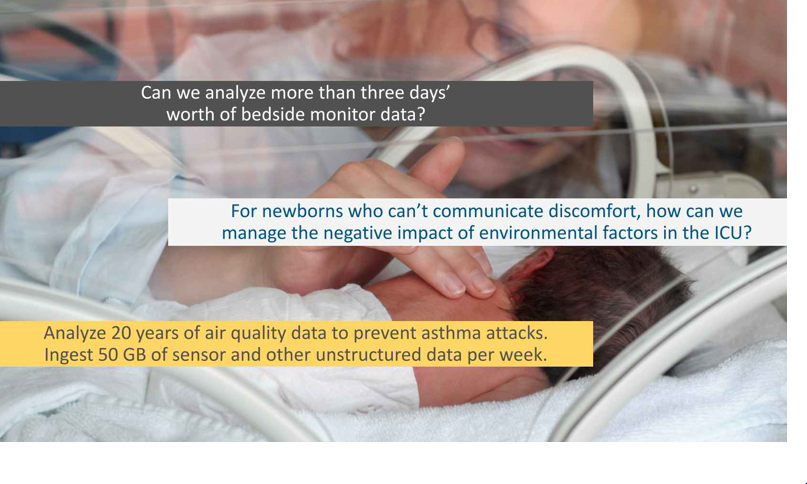 Can we analyze more than three days’
worth of bedside monitor data?
For newborns who can’t communicate discomfort, how can we
manage the negative impact of environmental factors in the ICU?
Analyze 20 years of air quality data to prevent asthma attacks.
Ingest 50 GB of sensor and other unstructured data per week.